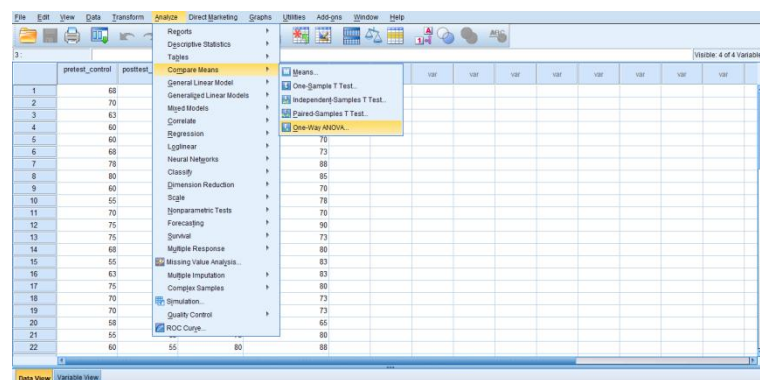 File Edit View Data Transform Analyze Direct Marketing Graphs Utilities Add-ons Window Help
3 :
Visible: 4 of 4 Variable
pretest_control posttest_
var var var var var var var
Reports
Descriptive Statistics
Tables
Compare Means
General Linear Model
Generalized Linear Models
Mixed Models
Correlate
Regression
Loglinear
Neural Networks
Classify
Dimension Reduction
Scale
Nonparametric Tests
Forecasting
Survival
Multiple Response
Missing Value Analysis...
Multiple Imputation
Complex Samples
Simulation...
Quality Control
ROC Curve...
Means...
One-Sample T Test...
Independent-Samples T Test...
Paired-Samples T Test...
One-Way ANOVA...
1 68
2 70
3 63
4 60
5 60 70
6 68 73
7 78 88
8 80 85
9 60 70
10 55 78
11 70 70
12 75 90
13 75 73
14 68 80
15 55 83
16 63 83
17 75 80
18 70 73
19 70 73
20 58 65
21 55 80
22 60 55 80 88
Data View Variable View